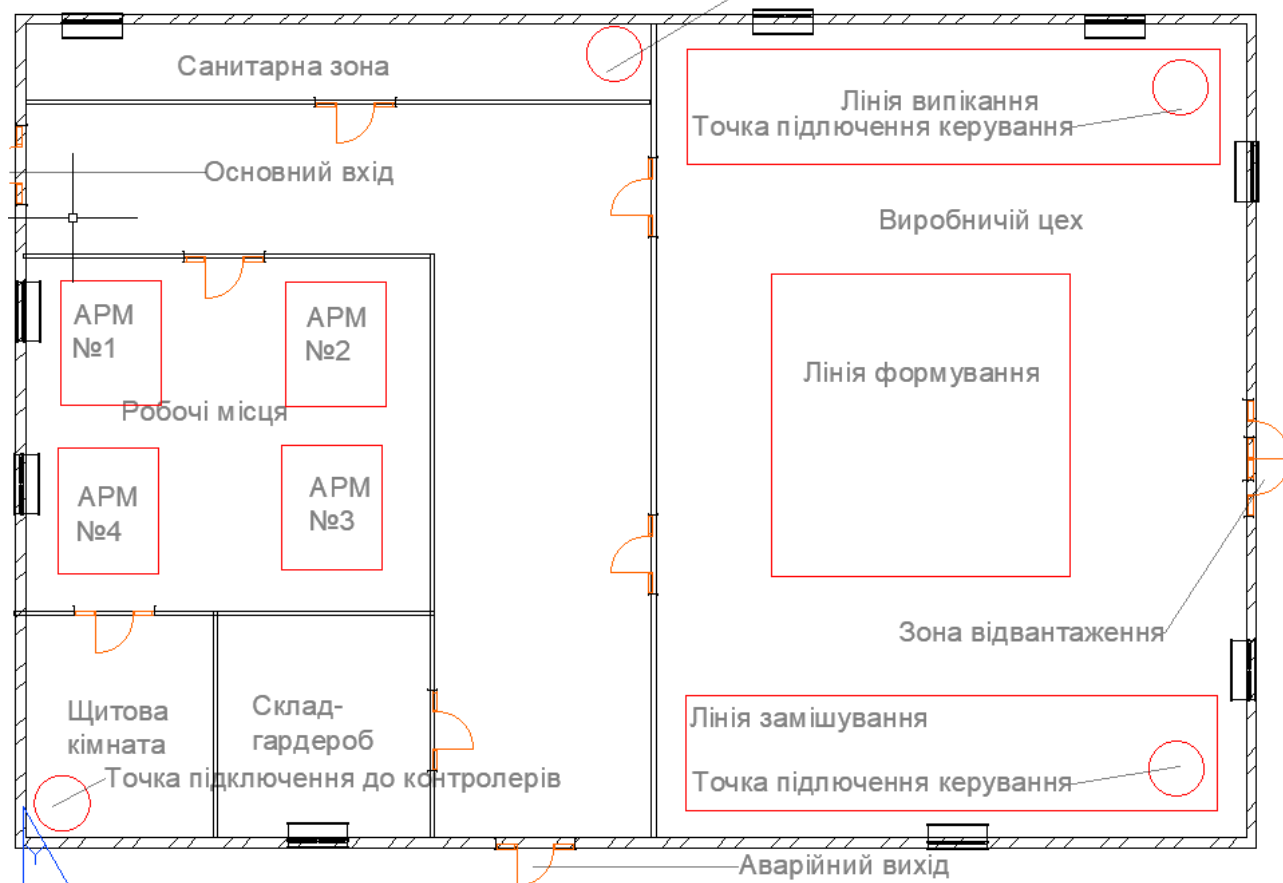 Санитарна зона
Лінія випікання
Точка підлючення керування
Основний вхід
Виробничій цех
АРМ
№1
АРМ
№2
Лінія формування
Робочі місця
АРМ
№4
АРМ
№3
Зона відвантаження
Щитова
кімната
Склад-
гардероб
Лінія замішування
Точка підключення до контролерів
Точка підлючення керування
Аварійний вихід
Y